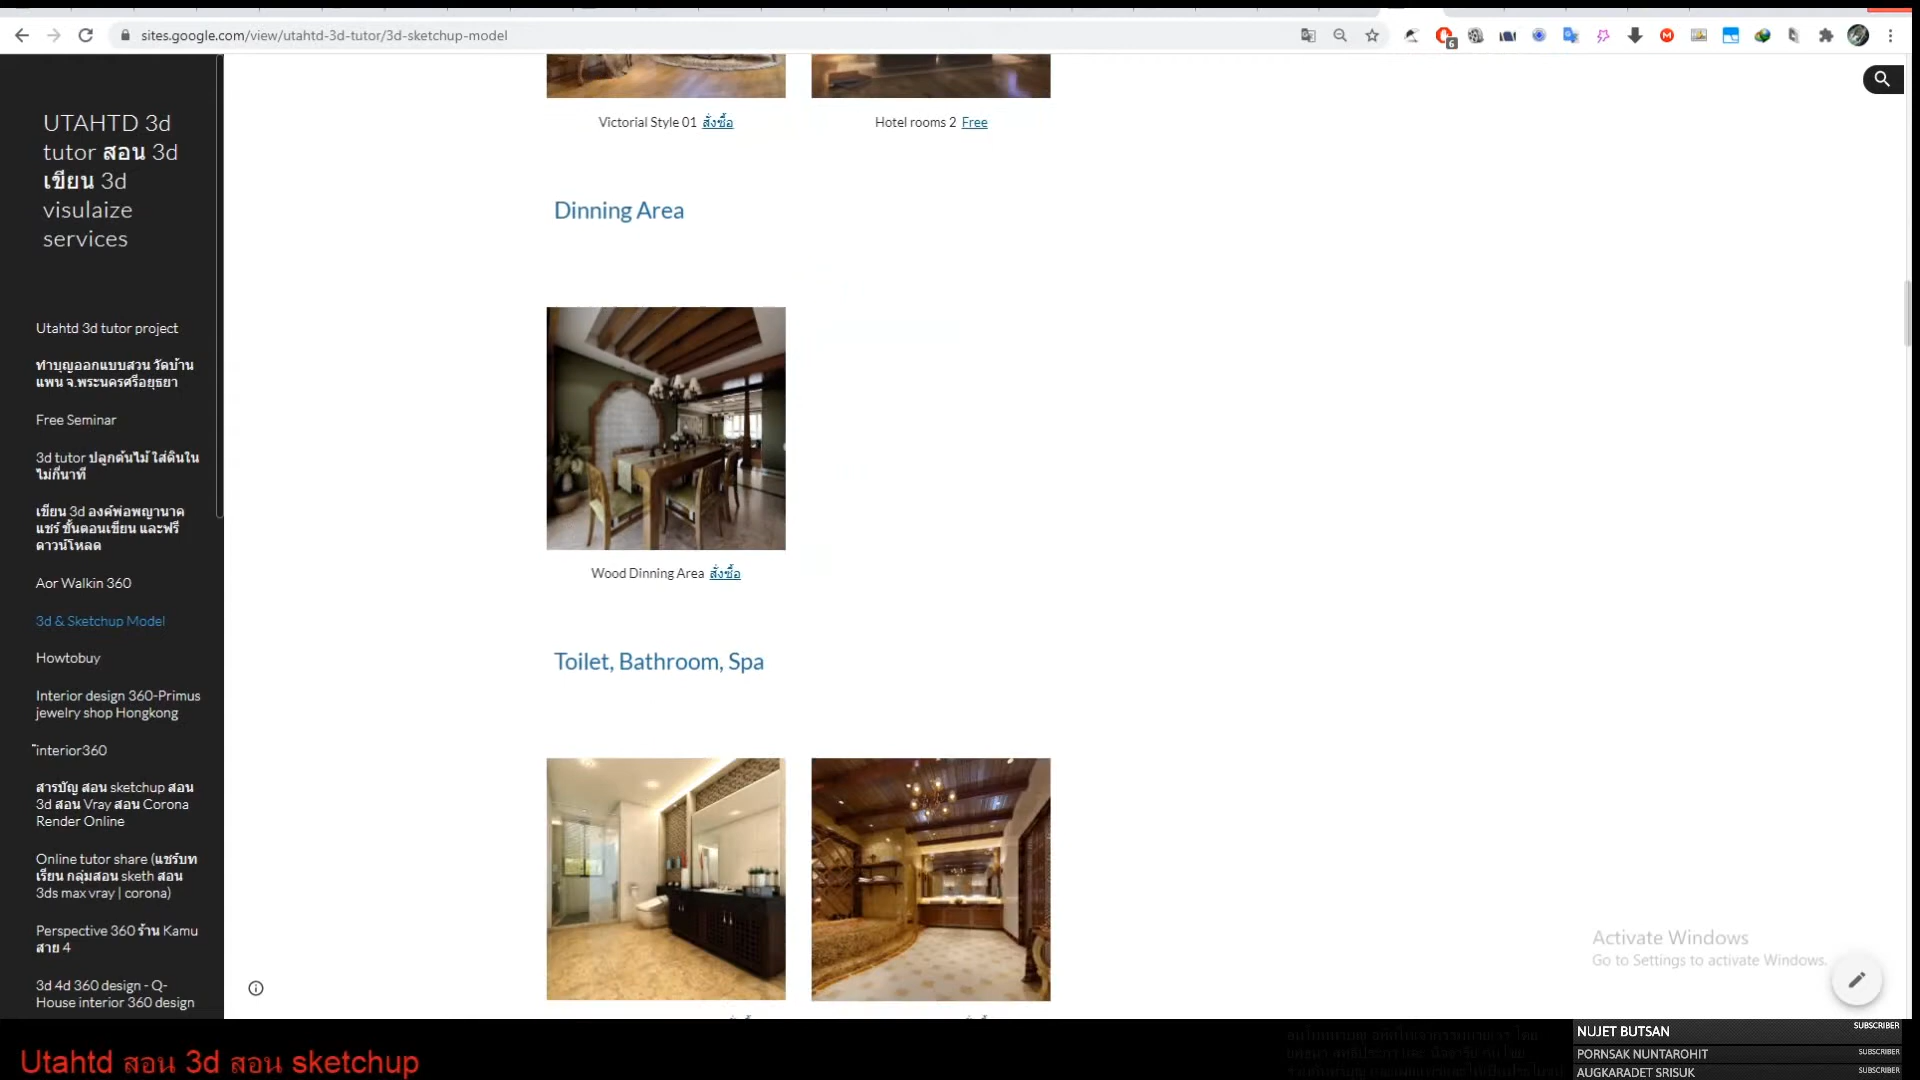 sites.google.com/view/utahtd-3d-tutor/3d-sketchup-model
6
UTAHTD 3d
tutor สอน 3d
เขียน 3d
visulaize
services
Utahtd 3d tutor project
ทำบุญออกแบบสวน วัดบ้าน
แพน จ.พระนครศรีอยุธยา
Free Seminar
3d tutor ปลูกต้นไม้ ใส่ดินใน
ไม่กี่นาที
เขียน 3d องค์พ่อพญานาค
แชร์ ขั้นตอนเขียน และฟรี
ดาวน์โหลด
Aor Walkin 360
3d & Sketchup Model
Howtobuy
Interior design 360-Primus
jewelry shop Hongkong
interior360
สารบัญ สอน sketchup สอน
3d สอน Vray สอน Corona
Render Online
Online tutor share (แชร์บท
เรียน กลุ่มสอน sketh สอน
3ds max vray | corona)
Perspective 360 ร้าน Kamu
สาย 4
3d 4d 360 design - Q-
House interior 360 design
Victorial Style 01 สั่งซื้อ
Hotel rooms 2 Free
Dinning Area
Wood Dinning Area สั่งซื้อ
Toilet, Bathroom, Spa
Activate Windows
Go to Settings to activate Windows.
Utahtd สอน 3d สอน sketchup
NUJET BUTSAN SUBSCRIBER
PORNSAK NUNTAROHIT SUBSCRIBER
AUGKARADET SRISUK SUBSCRIBER